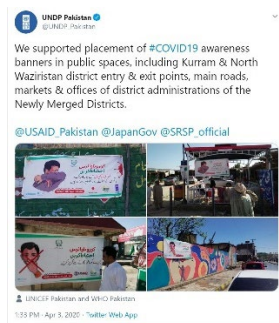 UNDP Pakistan
@UNDP_Pakistan
We supported placement of #COVID19 awareness
banners in public spaces, including Kurram & North
Waziristan district entry & exit points, main roads,
markets & offices of district administrations of the
Newly Merged Districts.
@USAID_Pakistan @JapanGov @SRSP_official
UNICEF Pakistan and WHO Pakistan
1:33 PM · Apr 3, 2020 · Twitter Web App